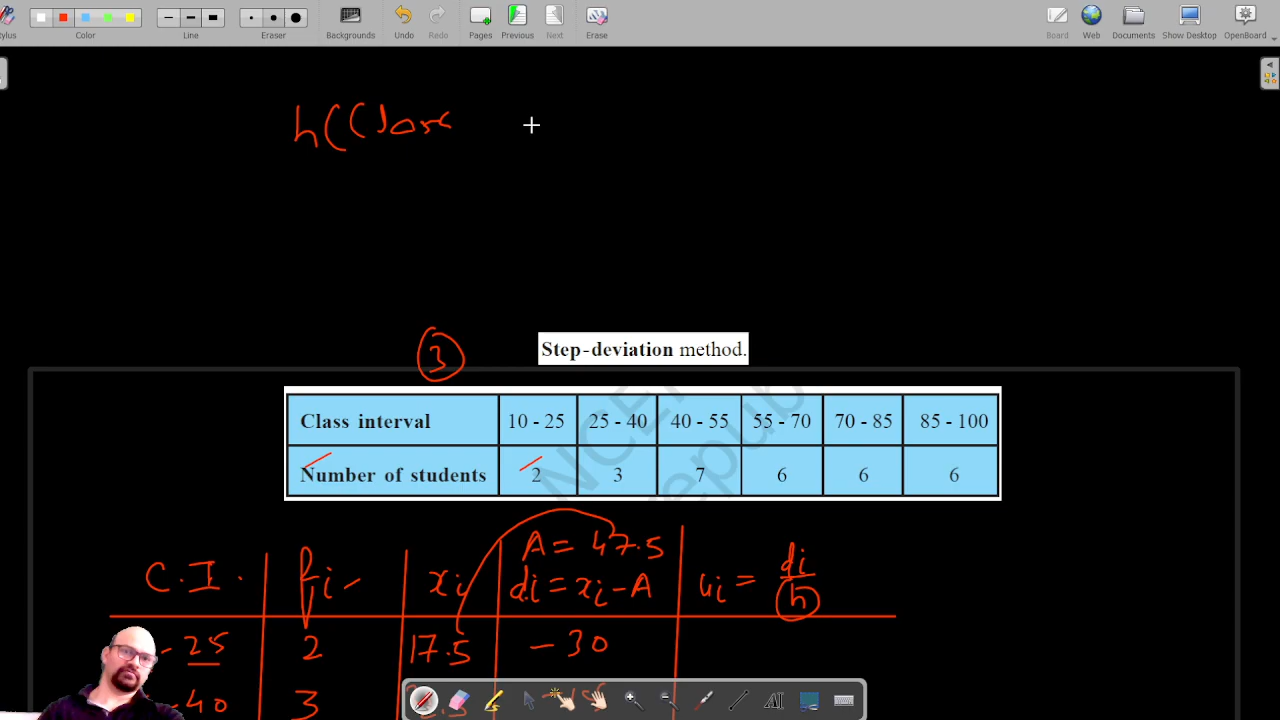 Color
Line
Eraser
Backgrounds
Undo
Redo
Pages
Previous
Next
Erase
Board
Web
Documents
Show Desktop
OpenBoard
h(Class
3
Step-deviation method.
Class interval 10 - 25 25 - 40 40 - 55 55 - 70 70 - 85 85 - 100
Number of students 2 3 7 6 6 6
A = 47.5
C.I. fi xi di = xi - A ui = di/h
- 25 2 17.5 - 30
- 40 3